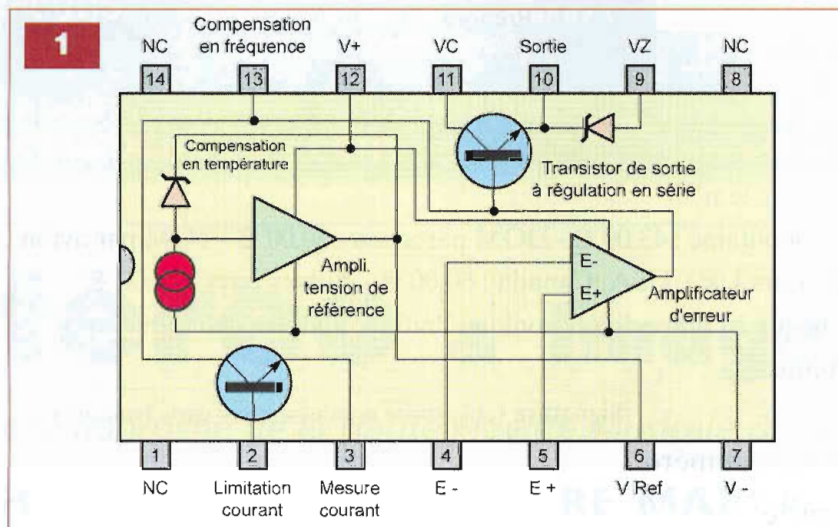 1
Compensation
en fréquence
NC
V+
VC
Sortie
VZ
NC
14
13
12
11
10
9
8
Compensation
en température
Transistor de sortie
à régulation en série
Ampli.
tension de
référence
E-
E+
Amplificateur
d'erreur
1
2
3
4
5
6
7
NC
Limitation
courant
Mesure
courant
E -
E +
V Ref
V -